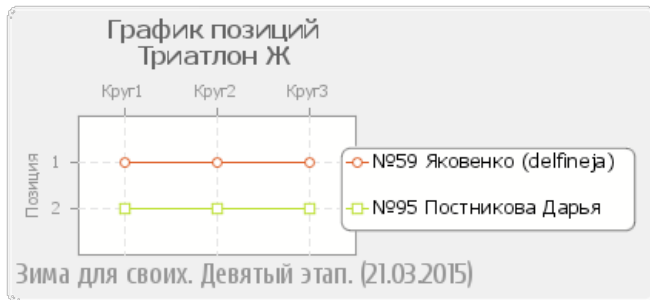 График позиций
Триатлон Ж
Круг1 Круг2 Круг3
Позиция
1
№59 Яковенко (delfineja)
2
№95 Постникова Дарья
Зима для своих. Девятый этап. (21.03.2015)